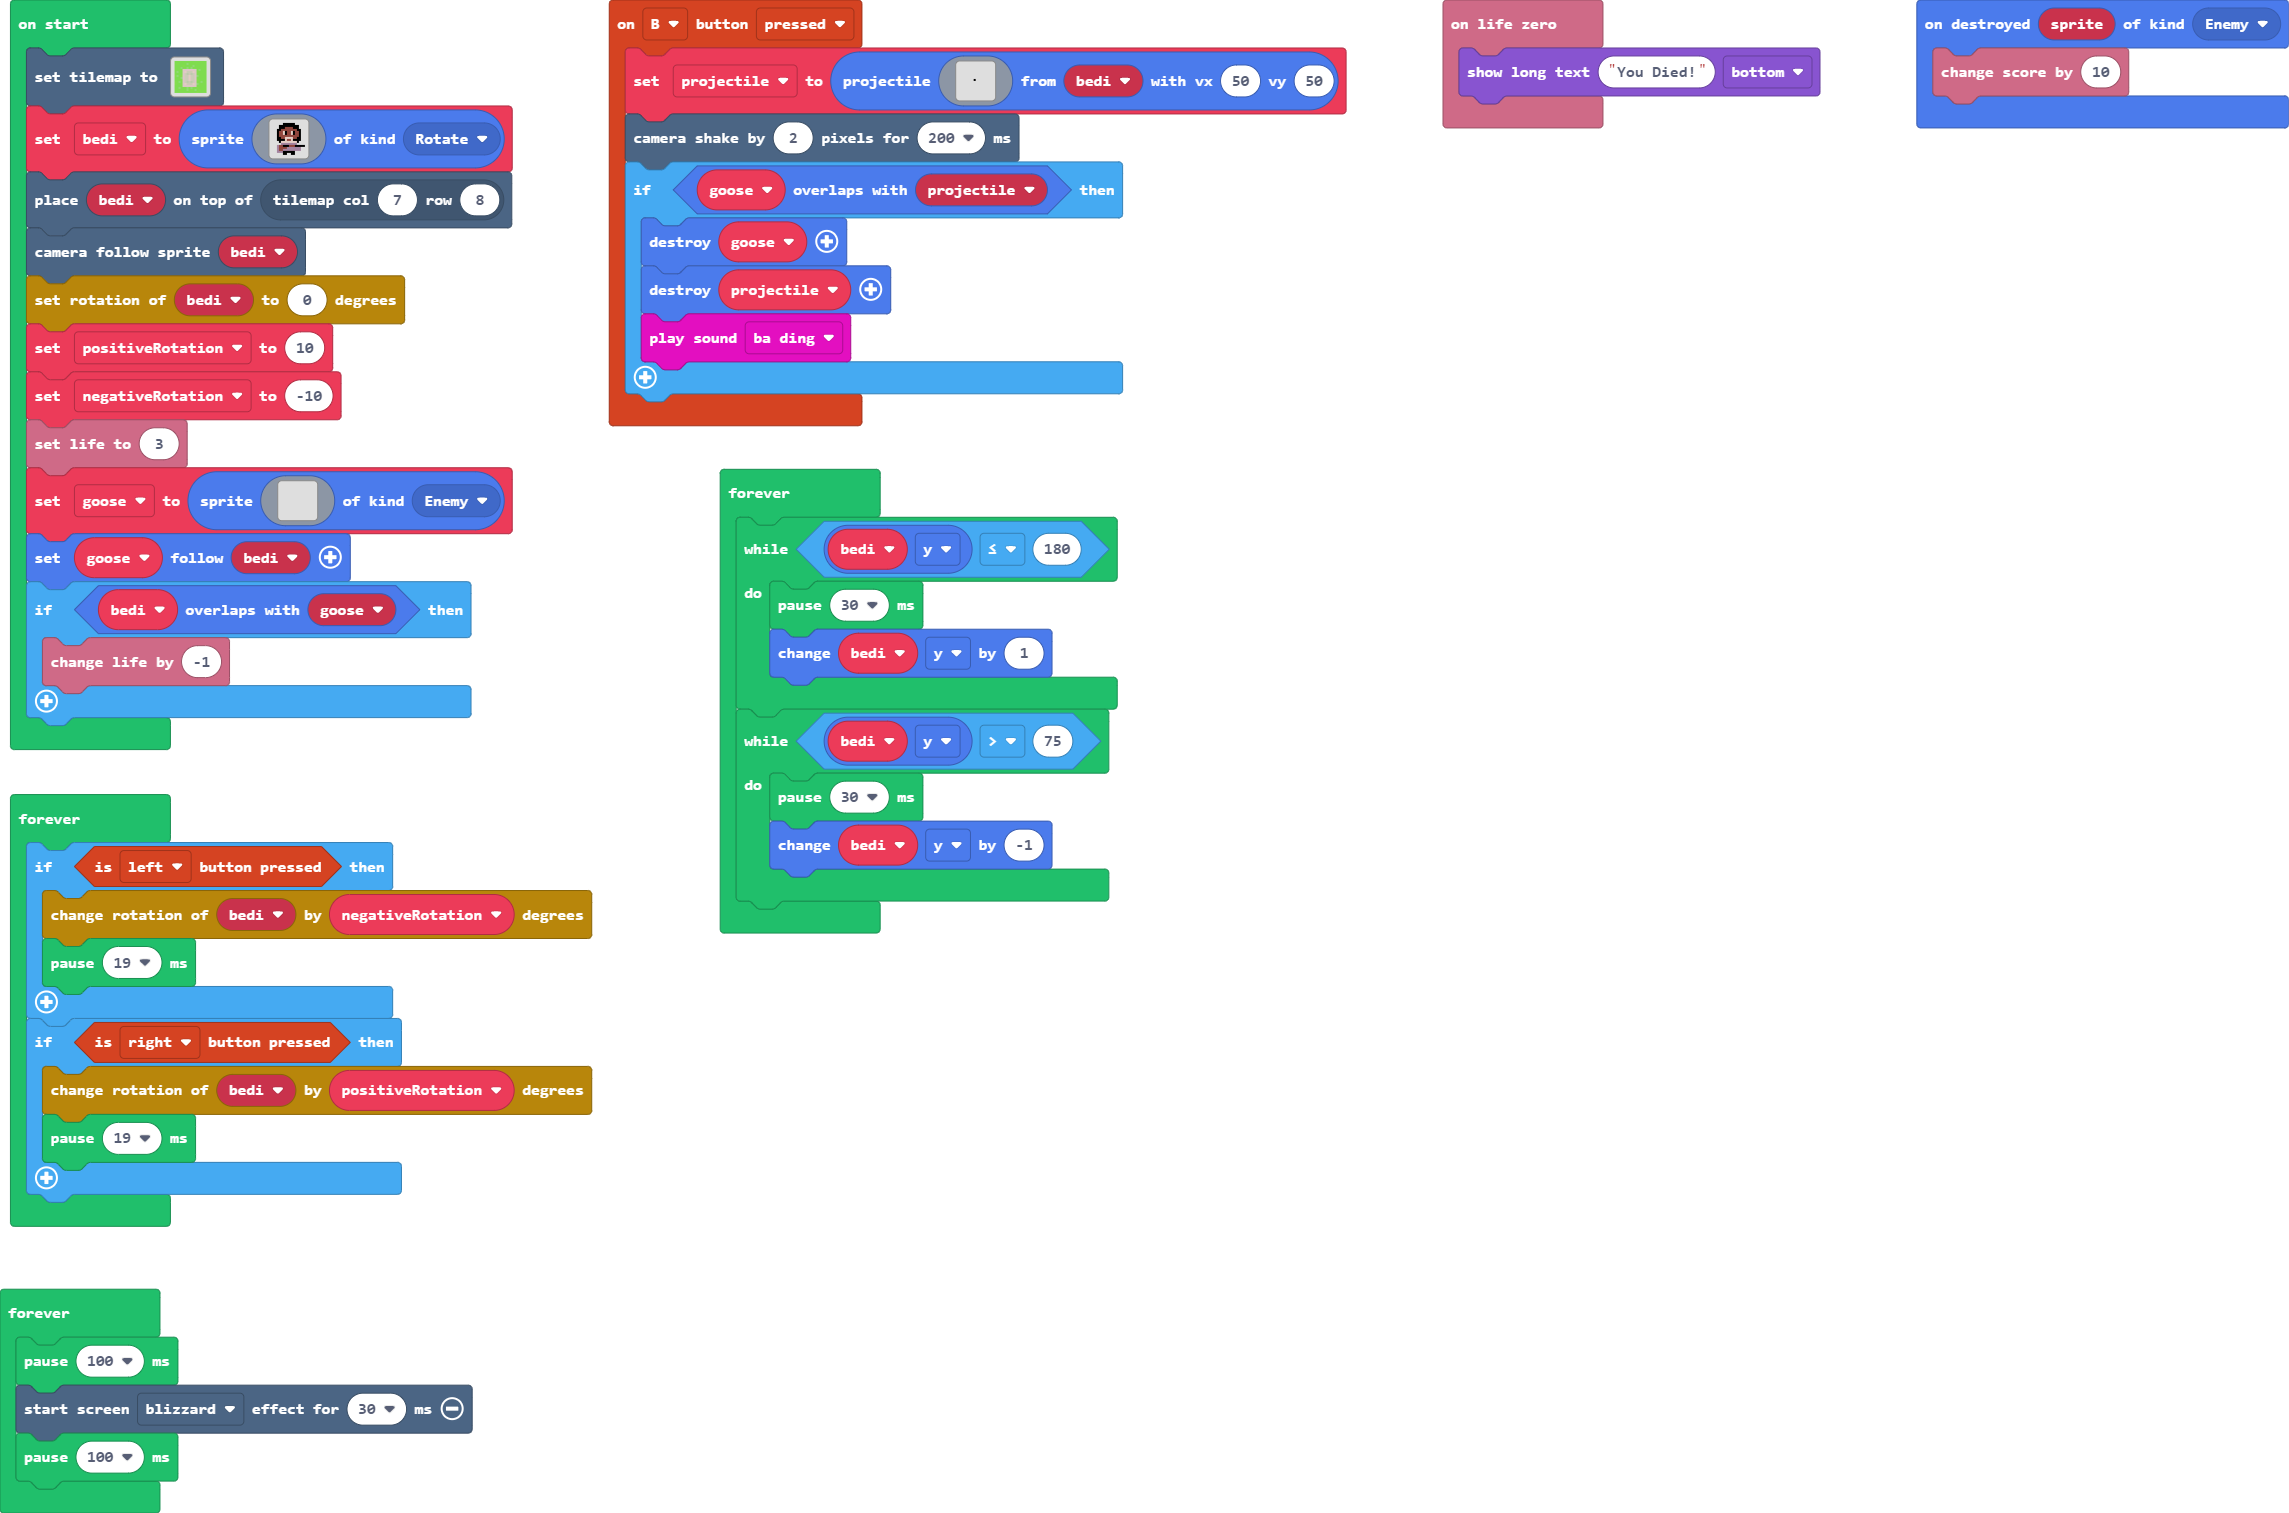 on start
set tilemap to
set bedi to sprite of kind Rotate
place bedi on top of tilemap col 7 row 8
camera follow sprite bedi
set rotation of bedi to 0 degrees
set positiveRotation to 10
set negativeRotation to -10
set life to 3
set goose to sprite of kind Enemy
set goose follow bedi
if bedi overlaps with goose then
change life by -1
forever
if is left button pressed then
change rotation of bedi by negativeRotation degrees
pause 19 ms
if is right button pressed then
change rotation of bedi by positiveRotation degrees
pause 19 ms
forever
pause 100 ms
start screen blizzard effect for 30 ms
pause 100 ms
on B button pressed
set projectile to projectile from bedi with vx 50 vy 50
camera shake by 2 pixels for 200 ms
if goose overlaps with projectile then
destroy goose
destroy projectile
play sound ba ding
forever
while bedi y ≤ 180
do
pause 30 ms
change bedi y by 1
while bedi y > 75
do
pause 30 ms
change bedi y by -1
on life zero
show long text "You Died!" bottom
on destroyed sprite of kind Enemy
change score by 10